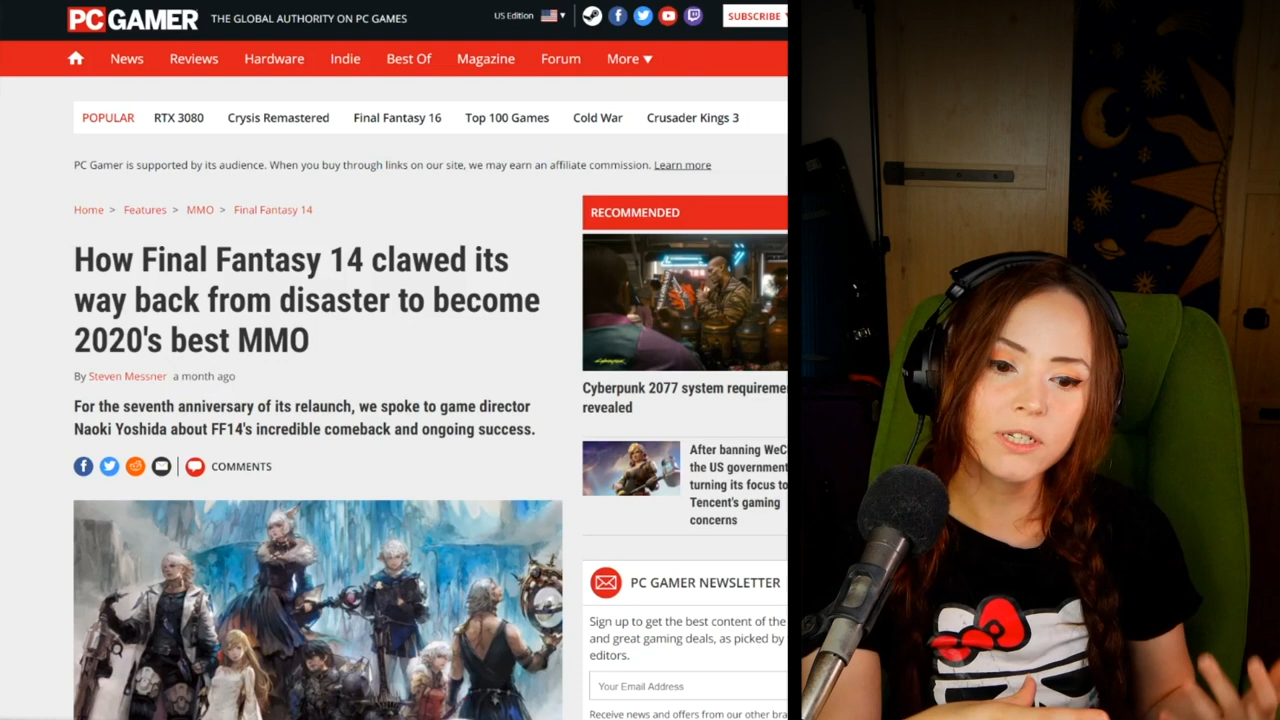 PC GAMER THE GLOBAL AUTHORITY ON PC GAMES
US Edition
SUBSCRIBE
News Reviews Hardware Indie Best Of Magazine Forum More
POPULAR RTX 3080 Crysis Remastered Final Fantasy 16 Top 100 Games Cold War Crusader Kings 3
PC Gamer is supported by its audience. When you buy through links on our site, we may earn an affiliate commission. Learn more
Home > Features > MMO > Final Fantasy 14
How Final Fantasy 14 clawed its
way back from disaster to become
2020's best MMO
By Steven Messner a month ago
For the seventh anniversary of its relaunch, we spoke to game director
Naoki Yoshida about FF14's incredible comeback and ongoing success.
COMMENTS
RECOMMENDED
Cyberpunk 2077 system requireme
revealed
After banning WeC
the US government
turning its focus to
Tencent's gaming
concerns
PC GAMER NEWSLETTER
Sign up to get the best content of the
and great gaming deals, as picked by
editors.
Your Email Address
Receive news and offers from our other bra